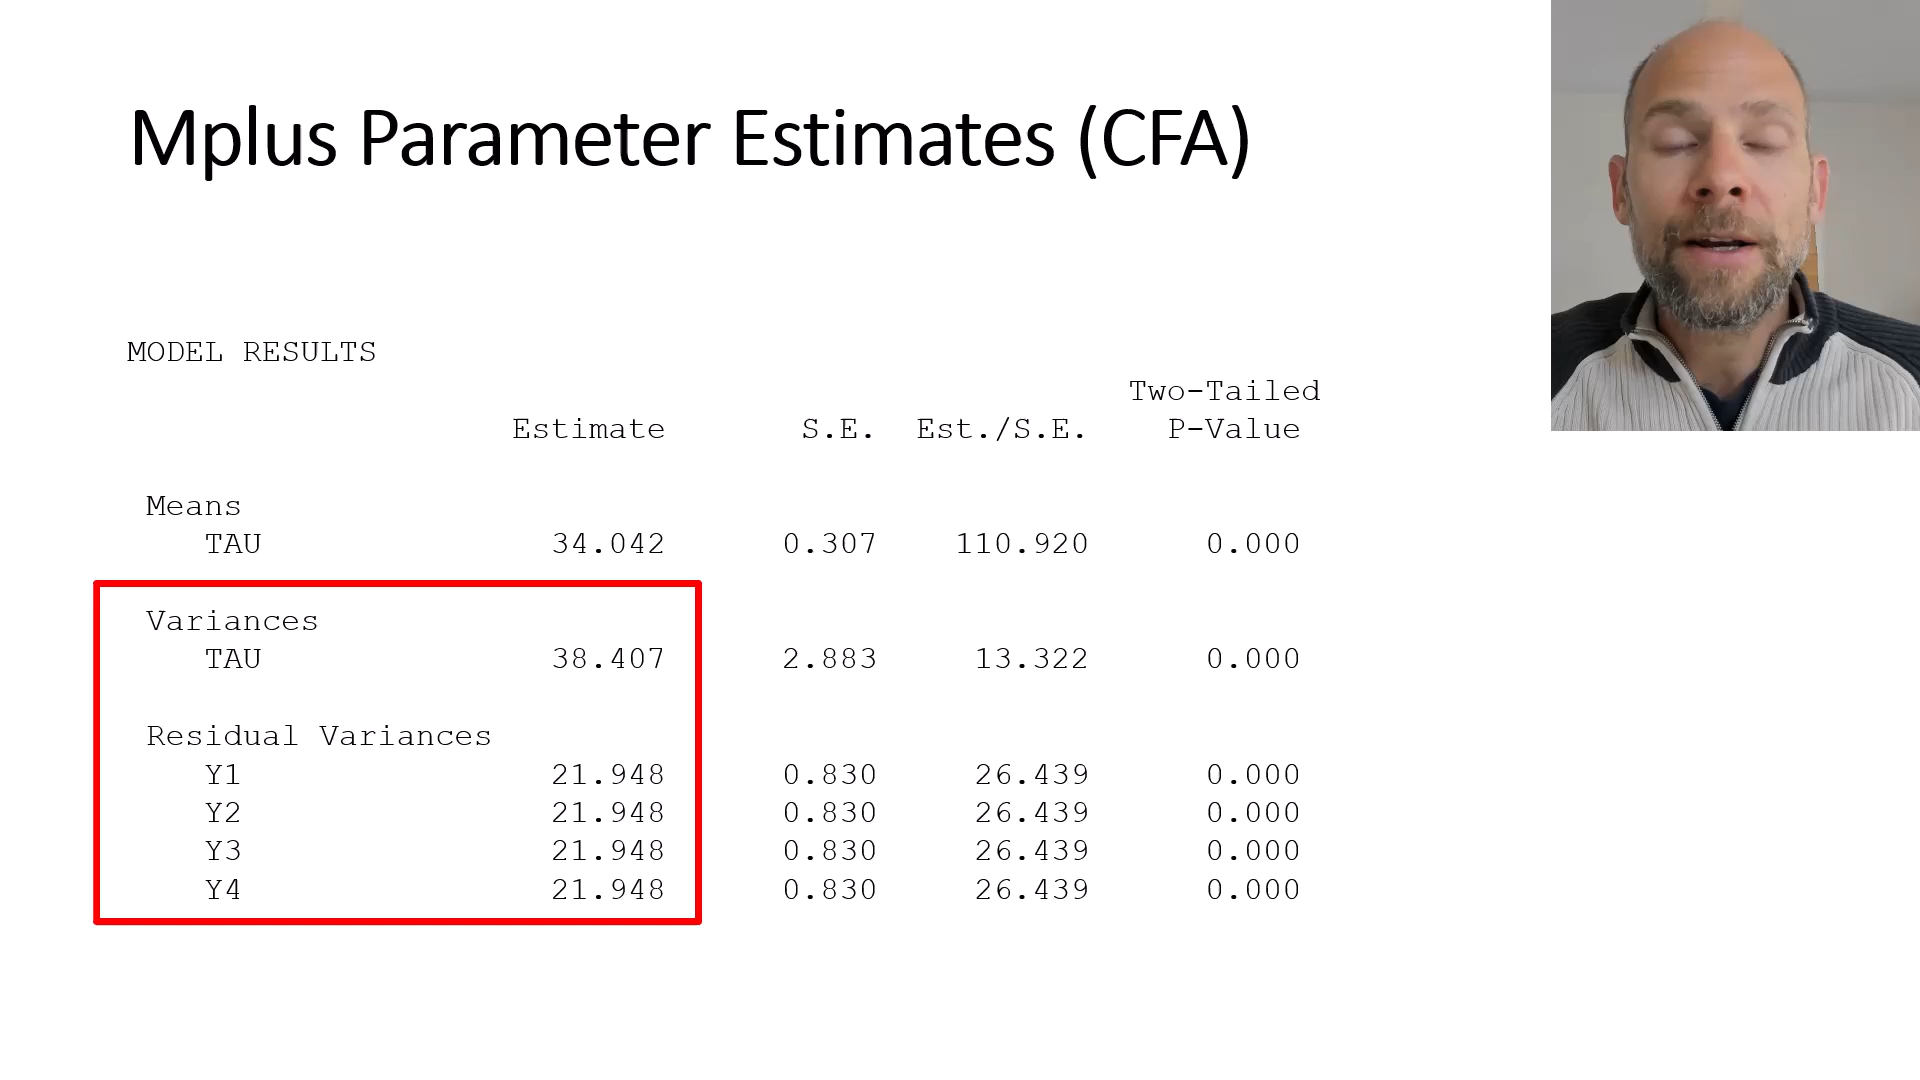 Mplus Parameter Estimates (CFA)
MODEL RESULTS
Two-Tailed
Estimate S.E. Est./S.E. P-Value
Means
TAU 34.042 0.307 110.920 0.000
Variances
TAU 38.407 2.883 13.322 0.000
Residual Variances
Y1 21.948 0.830 26.439 0.000
Y2 21.948 0.830 26.439 0.000
Y3 21.948 0.830 26.439 0.000
Y4 21.948 0.830 26.439 0.000